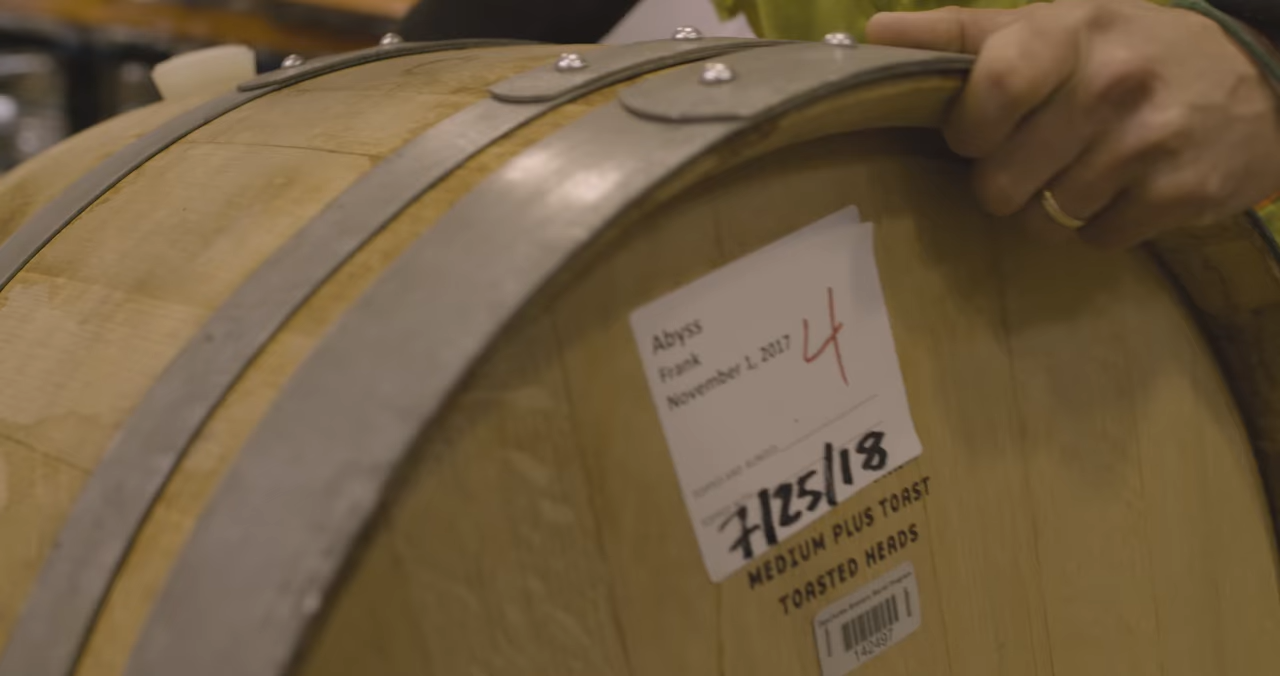 Abyss
Frank
November 1, 2017
4
7/25/18
MEDIUM PLUS TOAST
TOASTED HEADS
142497